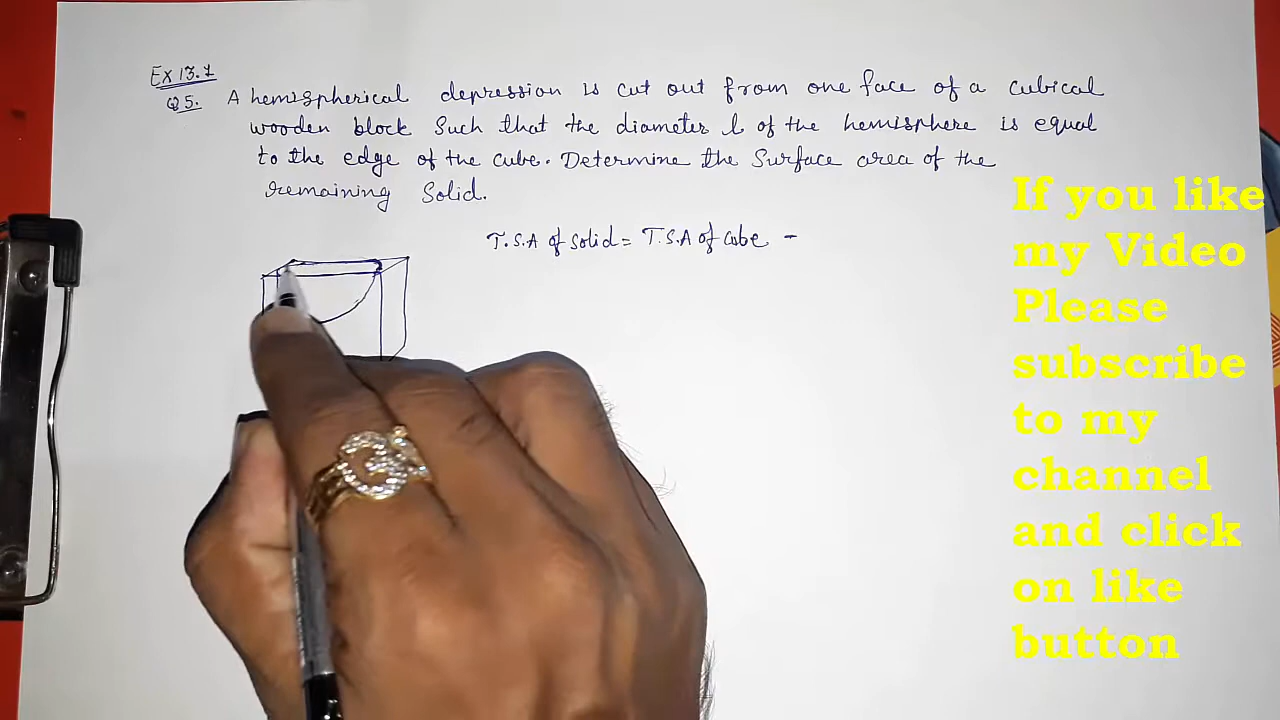 Ex 13.1
Q5. A hemispherical depression is cut out from one face of a cubical
wooden block Such that the diameter l of the hemisphere is equal
to the edge of the cube. Determine the Surface area of the
remaining Solid.
T.S.A of solid = T.S.A of Cube -
If you like
my Video
Please
subscribe
to my
channel
and click
on like
button